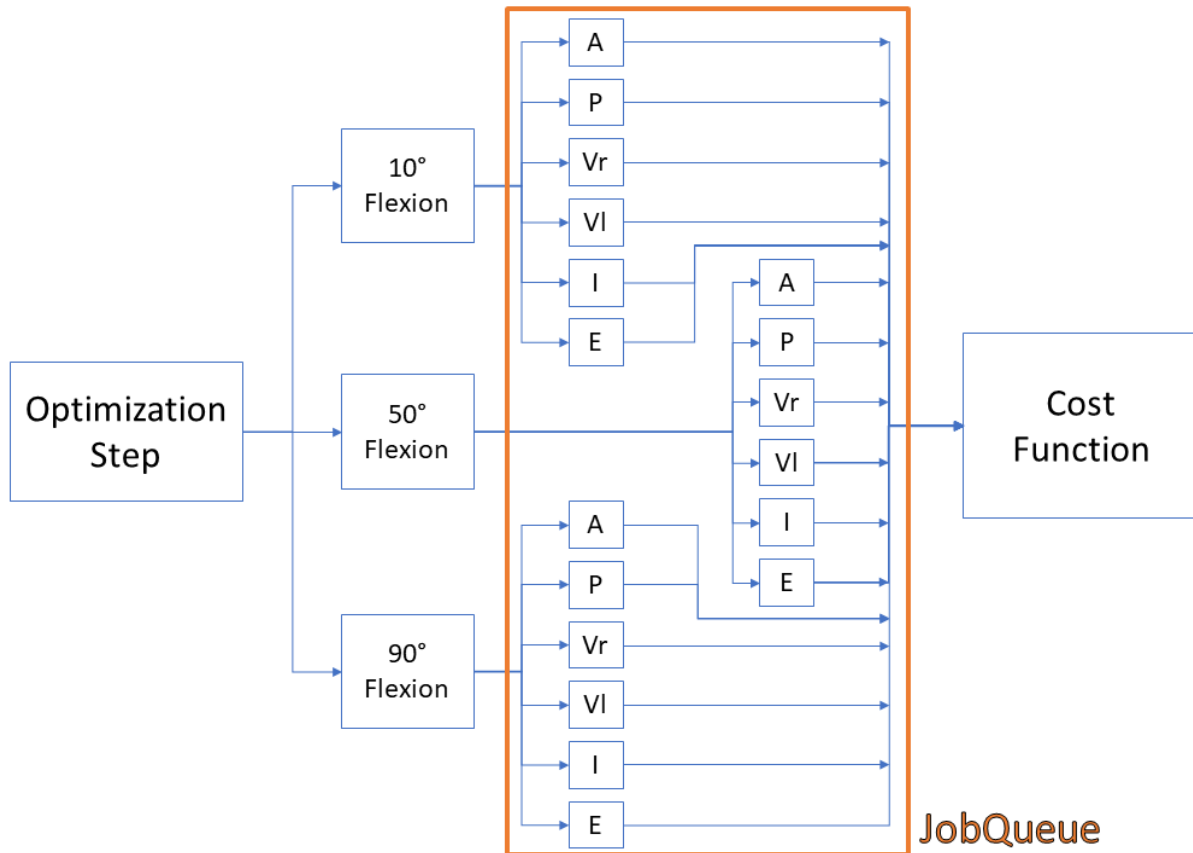 Optimization
Step
10°
Flexion
50°
Flexion
90°
Flexion
A
P
Vr
Vl
I
E
A
P
Vr
Vl
I
E
A
P
Vr
Vl
I
E
Cost
Function
JobQueue